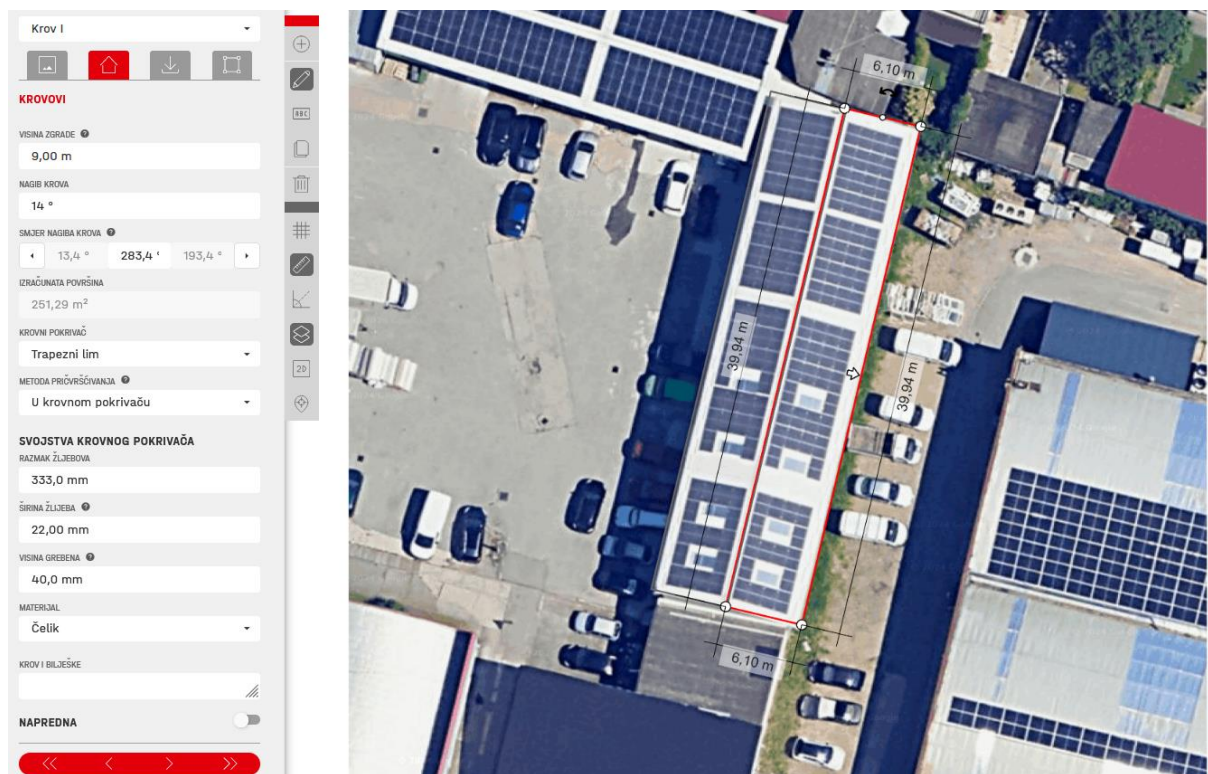 Krov I
KROVOVI
VISINA ZGRADE
9,00 m
NAGIB KROVA
14 °
SMJER NAGIBA KROVA
13,4 ° 283,4 ° 193,4 °
IZRAČUNATA POVRŠINA
251,29 m²
KROVNI POKRIVAČ
Trapezni lim
METODA PRIČVRŠĆIVANJA
U krovnom pokrivaču
SVOJSTVA KROVNOG POKRIVAČA
RAZMAK ŽLJEBOVA
333,0 mm
ŠIRINA ŽLIJEBA
22,00 mm
VISINA GREBENA
40,0 mm
MATERIJAL
Čelik
KROV I BILJEŠKE
NAPREDNA
ABC
2D
6,10 m
39,94 m
39,94 m
6,10 m